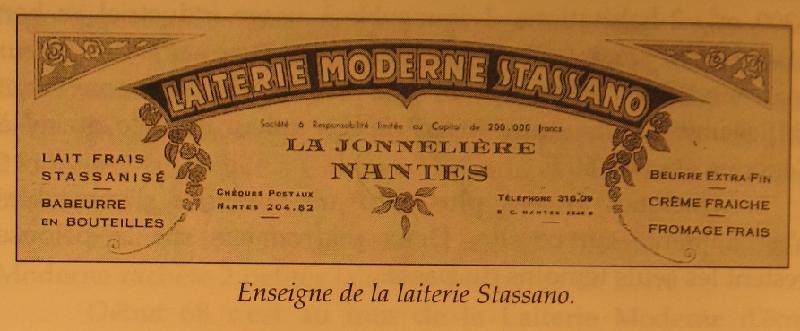 LAITERIE MODERNE STASSANO
Société à Responsabilité limitée au Capital de 200.000 francs
LA JONNELIÈRE
NANTES
LAIT FRAIS
STASSANISÉ
BABEURRE
EN BOUTEILLES
CHÈQUES POSTAUX
NANTES 204.52
TÉLÉPHONE 318.09
R. C. NANTES
BEURRE EXTRA-FIN
CRÈME FRAICHE
FROMAGE FRAIS
Enseigne de la laiterie Stassano.